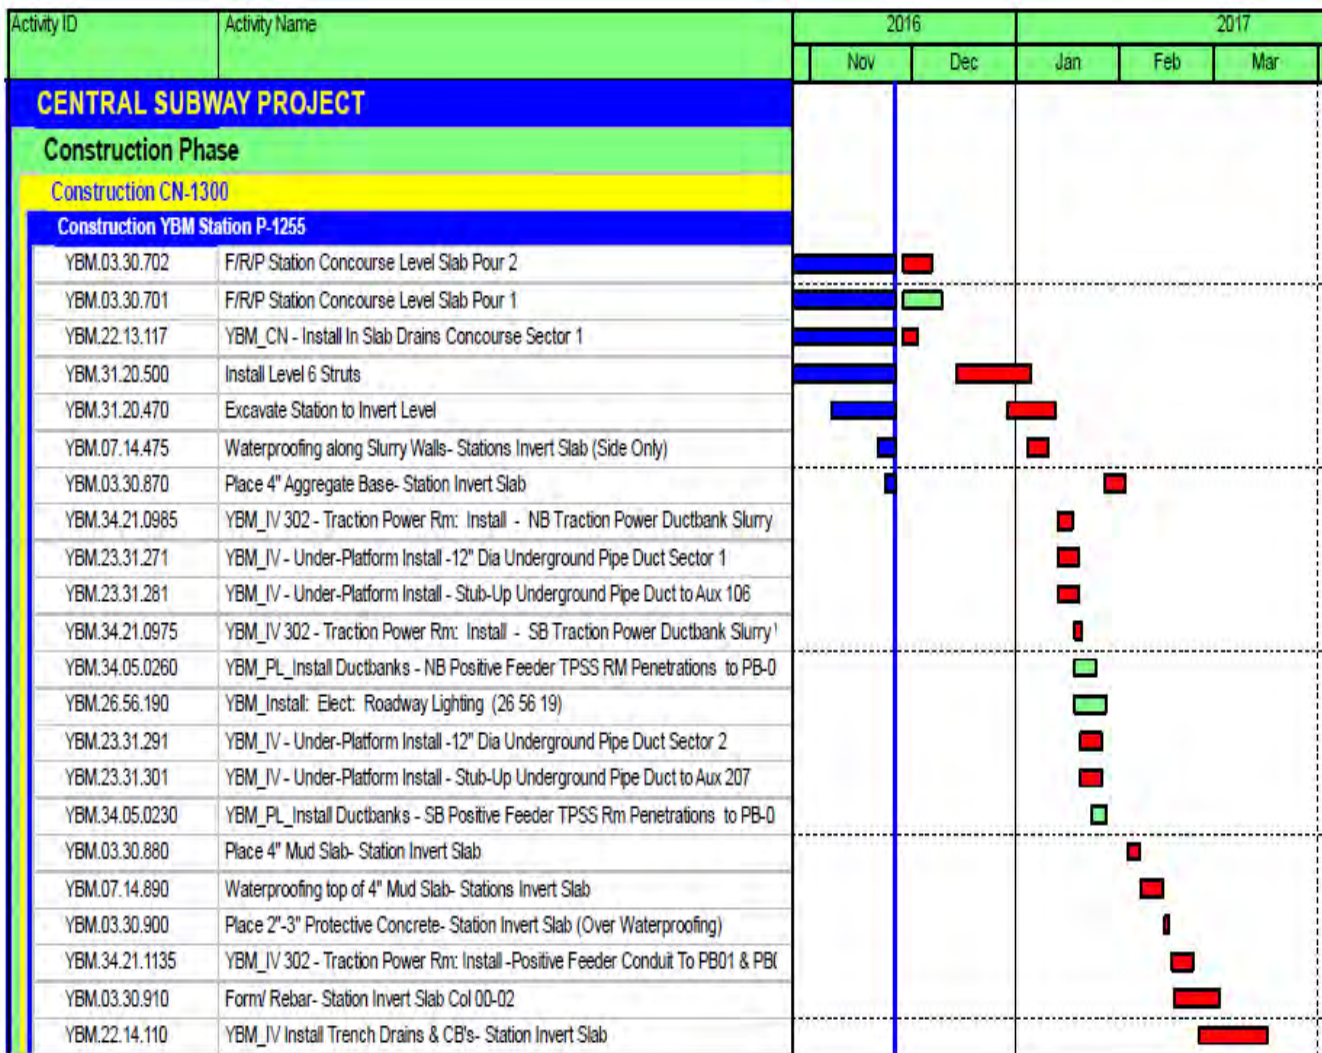 Activity ID Activity Name 2016 2017
Nov Dec Jan Feb Mar
CENTRAL SUBWAY PROJECT
Construction Phase
Construction CN-1300
Construction YBM Station P-1255
YBM.03.30.702 F/R/P Station Concourse Level Slab Pour 2
YBM.03.30.701 F/R/P Station Concourse Level Slab Pour 1
YBM.22.13.117 YBM_CN - Install In Slab Drains Concourse Sector 1
YBM.31.20.500 Install Level 6 Struts
YBM.31.20.470 Excavate Station to Invert Level
YBM.07.14.475 Waterproofing along Slurry Walls- Stations Invert Slab (Side Only)
YBM.03.30.870 Place 4" Aggregate Base- Station Invert Slab
YBM.34.21.0985 YBM_IV 302 - Traction Power Rm: Install - NB Traction Power Ductbank Slurry
YBM.23.31.271 YBM_IV - Under-Platform Install -12" Dia Underground Pipe Duct Sector 1
YBM.23.31.281 YBM_IV - Under-Platform Install - Stub-Up Underground Pipe Duct to Aux 106
YBM.34.21.0975 YBM_IV 302 - Traction Power Rm: Install - SB Traction Power Ductbank Slurry
YBM.34.05.0260 YBM_PL_Install Ductbanks - NB Positive Feeder TPSS RM Penetrations to PB-0
YBM.26.56.190 YBM_Install: Elect: Roadway Lighting (26 56 19)
YBM.23.31.291 YBM_IV - Under-Platform Install -12" Dia Underground Pipe Duct Sector 2
YBM.23.31.301 YBM_IV - Under-Platform Install - Stub-Up Underground Pipe Duct to Aux 207
YBM.34.05.0230 YBM_PL_Install Ductbanks - SB Positive Feeder TPSS Rm Penetrations to PB-0
YBM.03.30.880 Place 4" Mud Slab- Station Invert Slab
YBM.07.14.890 Waterproofing top of 4" Mud Slab- Stations Invert Slab
YBM.03.30.900 Place 2"-3" Protective Concrete- Station Invert Slab (Over Waterproofing)
YBM.34.21.1135 YBM_IV 302 - Traction Power Rm: Install -Positive Feeder Conduit To PB01 &
YBM.03.30.910 Form/ Rebar- Station Invert Slab Col 00-02
YBM.22.14.110 YBM_IV Install Trench Drains & CB's- Station Invert Slab